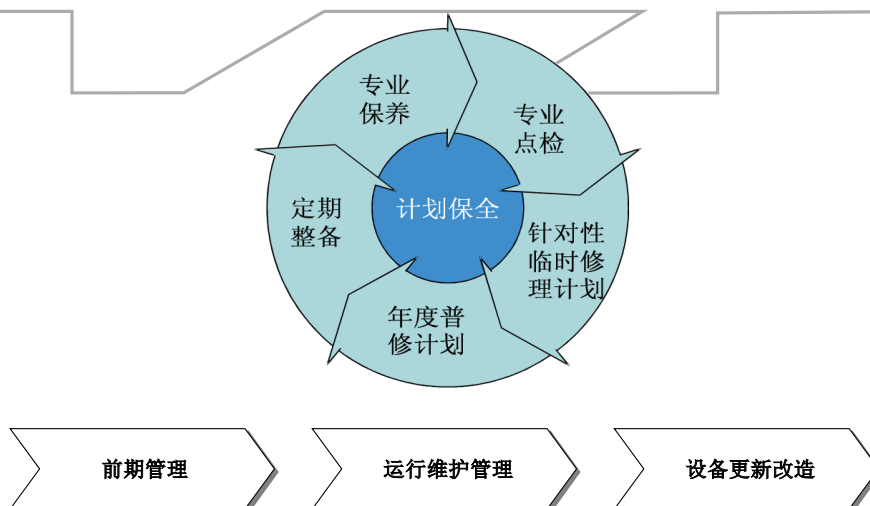 专业
保养
专业
点检
定期
整备
计划保全
针对性
临时修
理计划
年度普
修计划
前期管理
运行维护管理
设备更新改造